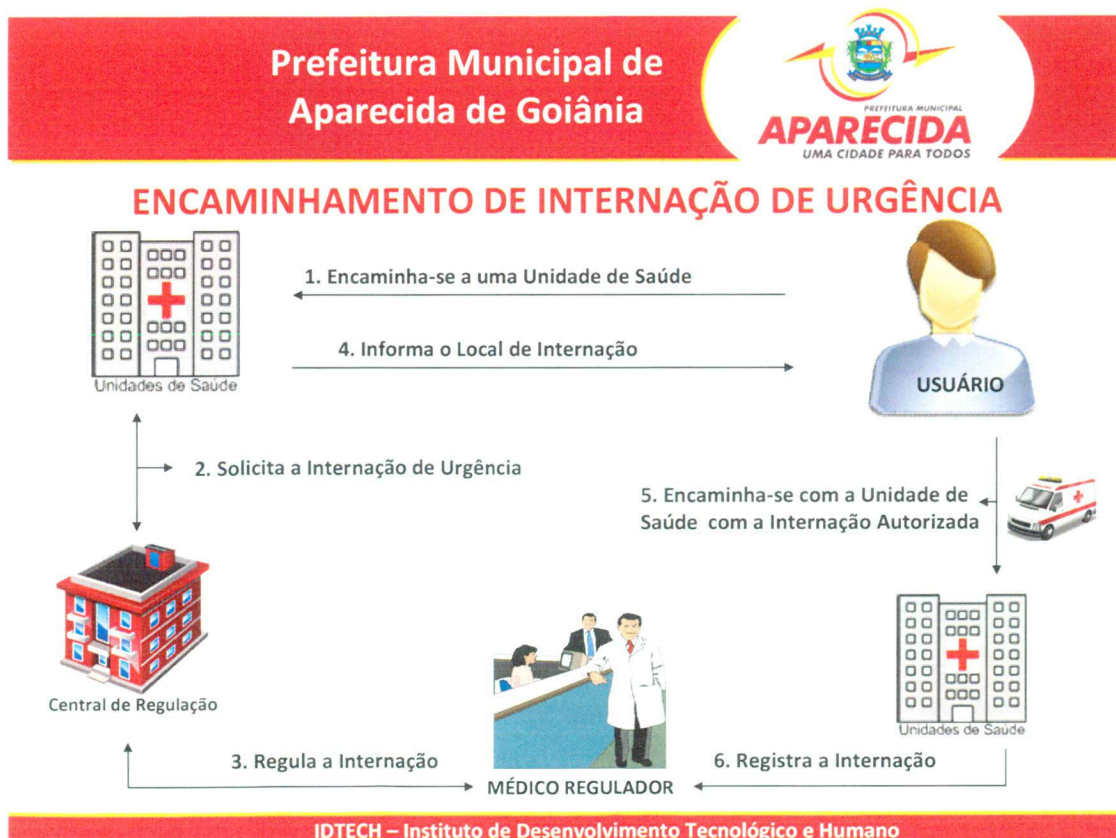 Prefeitura Municipal de
Aparecida de Goiânia
PREFEITURA MUNICIPAL
APARECIDA
UMA CIDADE PARA TODOS
ENCAMINHAMENTO DE INTERNAÇÃO DE URGÊNCIA
1. Encaminha-se a uma Unidade de Saúde
4. Informa o Local de Internação
Unidades de Saúde
USUÁRIO
2. Solicita a Internação de Urgência
5. Encaminha-se com a Unidade de
Saúde com a Internação Autorizada
Central de Regulação
Unidades de Saúde
3. Regula a Internação
MÉDICO REGULADOR
6. Registra a Internação
IDTECH – Instituto de Desenvolvimento Tecnológico e Humano